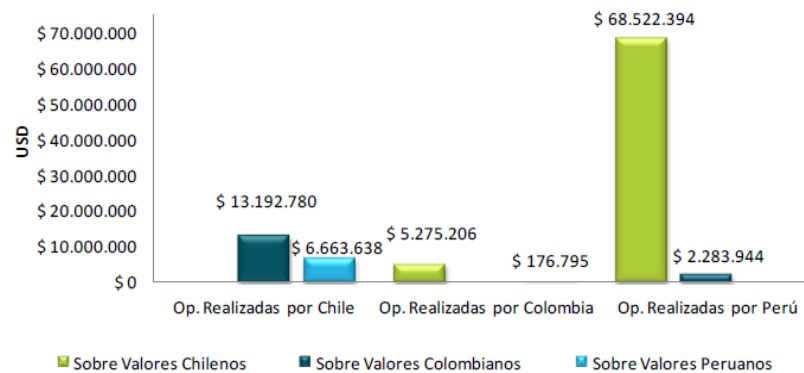 $ 68.522.394
$ 70.000.000
$ 60.000.000
$ 50.000.000
$ 40.000.000
$ 30.000.000
$ 20.000.000
$ 10.000.000
$ 0
USD
$ 13.192.780
$ 6.663.638
$ 5.275.206
$ 176.795
$ 2.283.944
Op. Realizadas por Chile
Op. Realizadas por Colombia
Op. Realizadas por Perú
Sobre Valores Chilenos
Sobre Valores Colombianos
Sobre Valores Peruanos